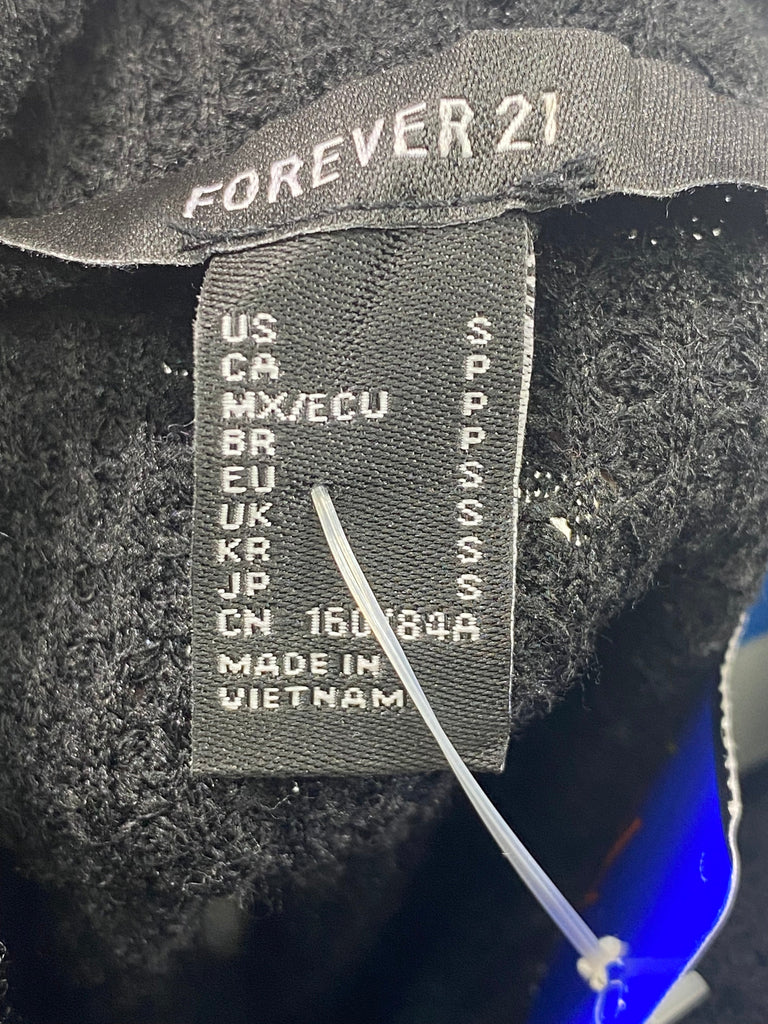 FOREVER 21
US S
CA P
MX/ECU P
BR P
EU S
UK S
KR S
JP S
CN 160/84A
MADE IN
VIETNAM